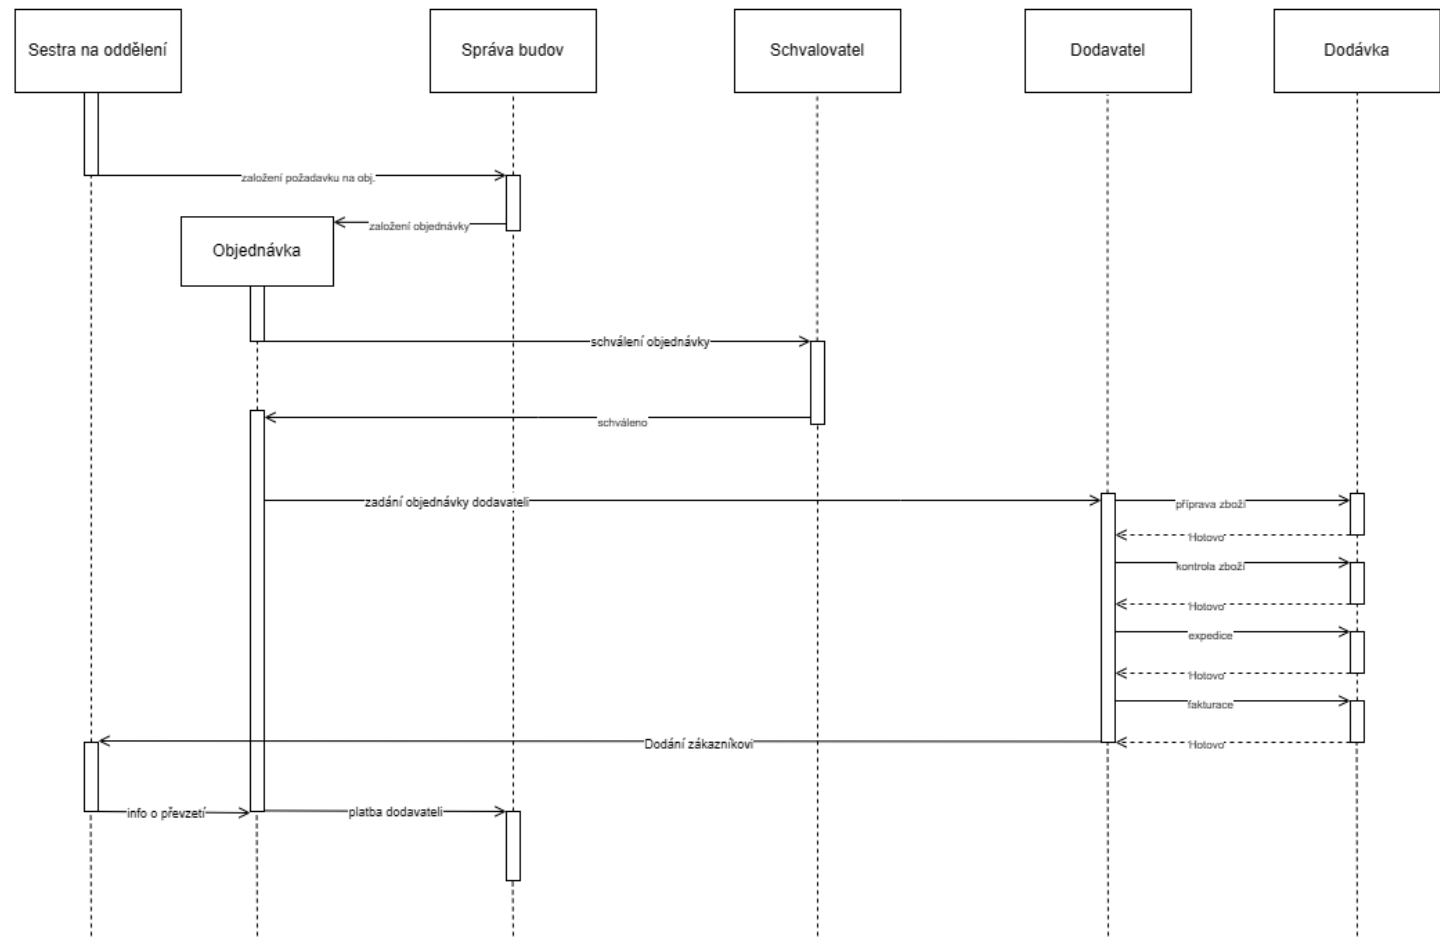 Sestra na oddělení
Správa budov
Schvalovatel
Dodavatel
Dodávka
založení požadavku na obj.
založení objednávky
Objednávka
schválení objednávky
schváleno
zadání objednávky dodavateli
příprava zboží
Hotovo
kontrola zboží
Hotovo
expedice
Hotovo
fakturace
Dodání zákazníkovi
Hotovo
info o převzetí
platba dodavateli